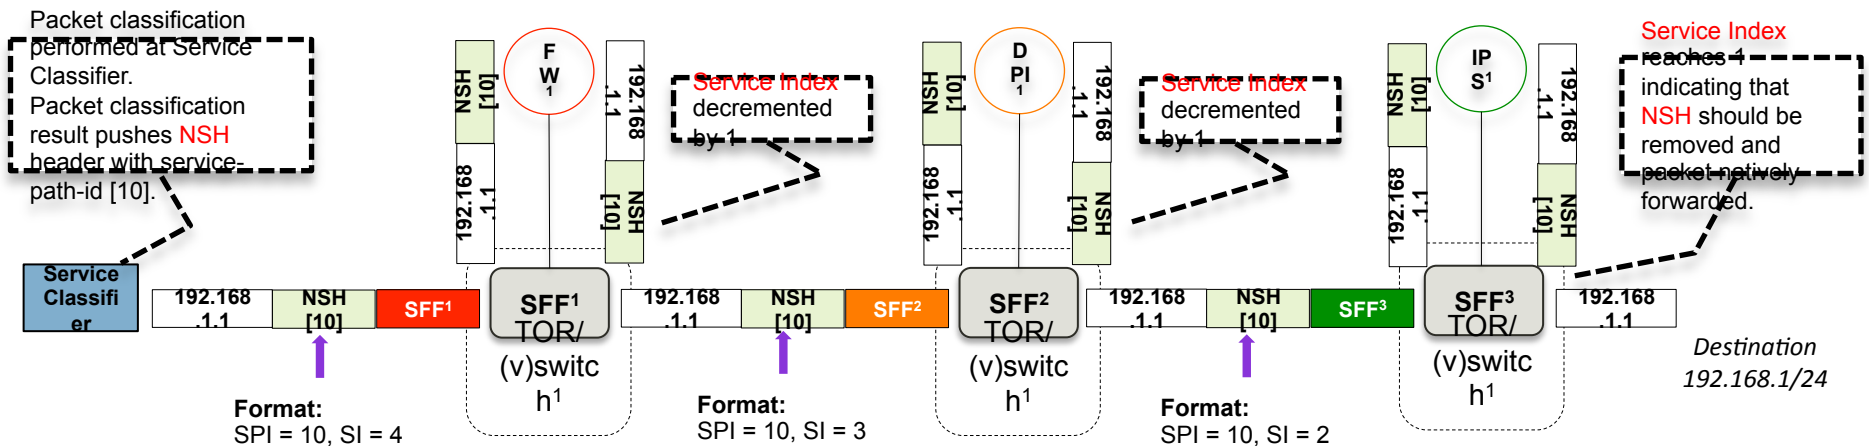 Packet classification
performed at Service
Classifier.
Packet classification
result pushes NSH
header with service-
path-id [10].
Service
Classifi
er
192.168
.1.1
NSH
[10]
SFF¹
Format:
SPI = 10, SI = 4
NSH
[10]
192.168
.1.1
F
W
1
192.168
.1.1
NSH
[10]
SFF¹
TOR/
(v)switc
h¹
Service Index
decremented
by 1
192.168
.1.1
NSH
[10]
SFF²
Format:
SPI = 10, SI = 3
NSH
[10]
192.168
.1.1
D
PI
1
192.168
.1.1
NSH
[10]
SFF²
TOR/
(v)switc
h¹
Service Index
decremented
by 1
192.168
.1.1
NSH
[10]
SFF³
Format:
SPI = 10, SI = 2
NSH
[10]
192.168
.1.1
IP
S¹
192.168
.1.1
NSH
[10]
SFF³
TOR/
(v)switc
h¹
Service Index
reaches 1
indicating that
NSH should be
removed and
packet natively
forwarded.
192.168
.1.1
Destination
192.168.1/24